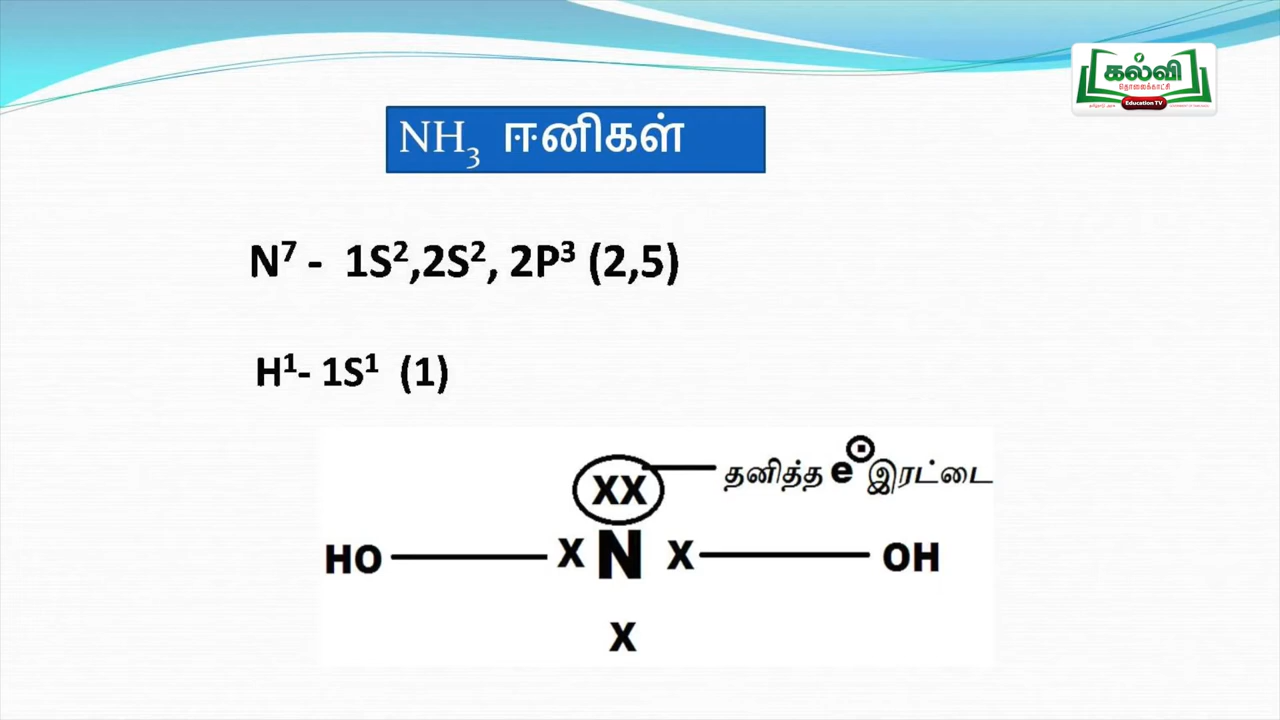 கல்வி
தொலைக்காட்சி
Education TV
NH₃ ஈனிகள்
N⁷ - 1S²,2S², 2P³ (2,5)
H¹- 1S¹ (1)
XX தனித்த e இரட்டை
HO X N X OH
X